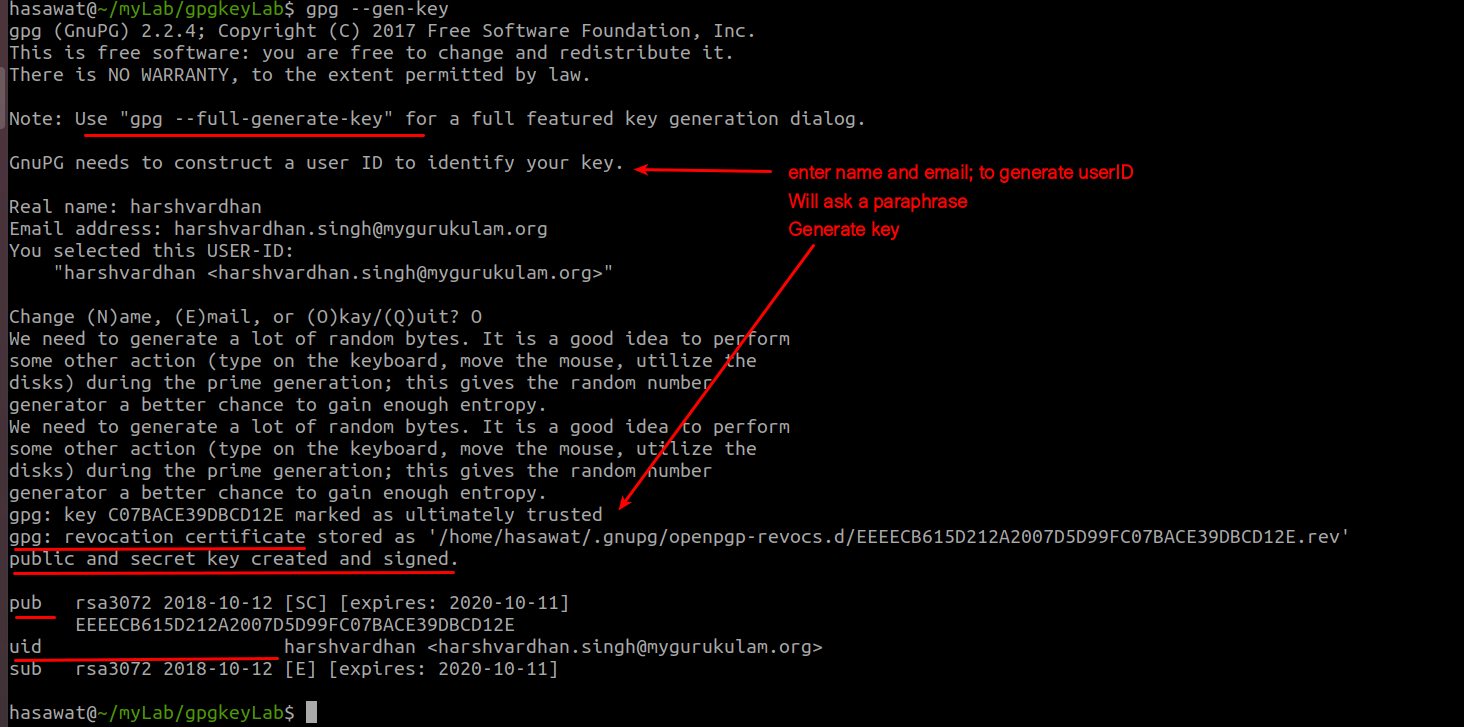 hasawat@~/myLab/gpgkeyLab$ gpg --gen-key
gpg (GnuPG) 2.2.4; Copyright (C) 2017 Free Software Foundation, Inc.
This is free software: you are free to change and redistribute it.
There is NO WARRANTY, to the extent permitted by law.
Note: Use "gpg --full-generate-key" for a full featured key generation dialog.
GnuPG needs to construct a user ID to identify your key.
enter name and email; to generate userID
Will ask a paraphrase
Generate key
Real name: harshvardhan
Email address: harshvardhan.singh@mygurukulam.org
You selected this USER-ID:
    "harshvardhan <harshvardhan.singh@mygurukulam.org>"
Change (N)ame, (E)mail, or (O)kay/(Q)uit? O
We need to generate a lot of random bytes. It is a good idea to perform
some other action (type on the keyboard, move the mouse, utilize the
disks) during the prime generation; this gives the random number
generator a better chance to gain enough entropy.
We need to generate a lot of random bytes. It is a good idea to perform
some other action (type on the keyboard, move the mouse, utilize the
disks) during the prime generation; this gives the random number
generator a better chance to gain enough entropy.
gpg: key C07BACE39DBCD12E marked as ultimately trusted
gpg: revocation certificate stored as '/home/hasawat/.gnupg/openpgp-revocs.d/EEEECB615D212A2007D5D99FC07BACE39DBCD12E.rev'
public and secret key created and signed.
pub   rsa3072 2018-10-12 [SC] [expires: 2020-10-11]
      EEEECB615D212A2007D5D99FC07BACE39DBCD12E
uid                      harshvardhan <harshvardhan.singh@mygurukulam.org>
sub   rsa3072 2018-10-12 [E] [expires: 2020-10-11]
hasawat@~/myLab/gpgkeyLab$